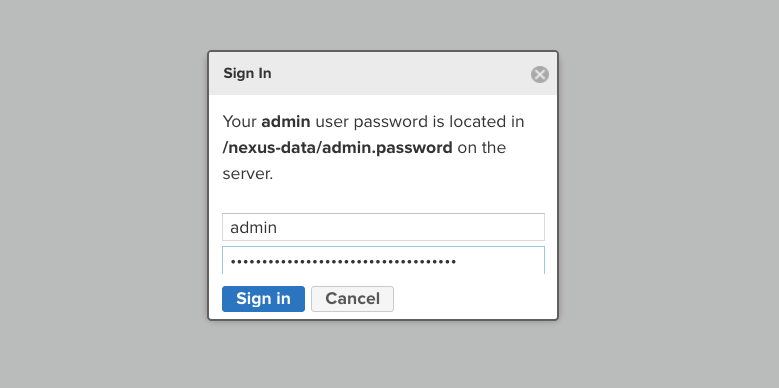 Sign In
Your admin user password is located in
/nexus-data/admin.password on the
server.
admin
••••••••••••••••••••••••••••••••••••
Sign in Cancel